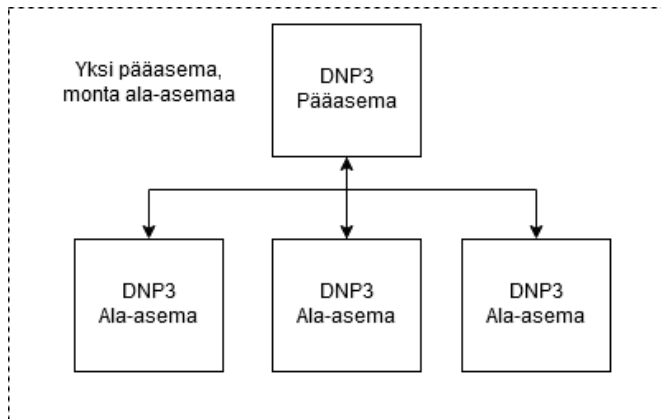 Yksi pääasema,
monta ala-asemaa
DNP3
Pääasema
DNP3
Ala-asema
DNP3
Ala-asema
DNP3
Ala-asema